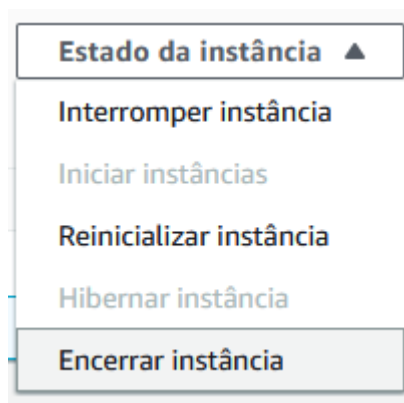 Estado da instância ▲
Interromper instância
Iniciar instâncias
Reinicializar instância
Hibernar instância
Encerrar instância